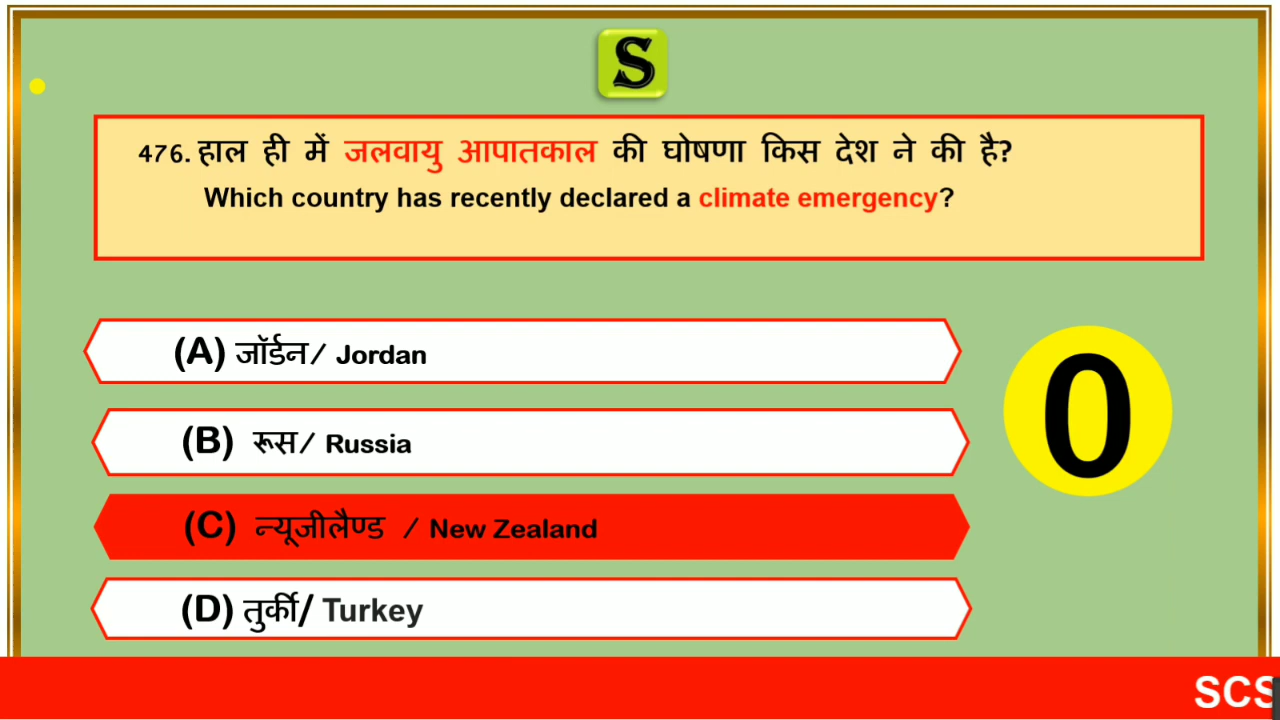 S
476. हाल ही में जलवायु आपातकाल की घोषणा किस देश ने की है?
Which country has recently declared a climate emergency?
(A) जॉर्डन/ Jordan
(B) रूस/ Russia
(C) न्यूजीलैण्ड / New Zealand
(D) तुर्की/ Turkey
0
SCS